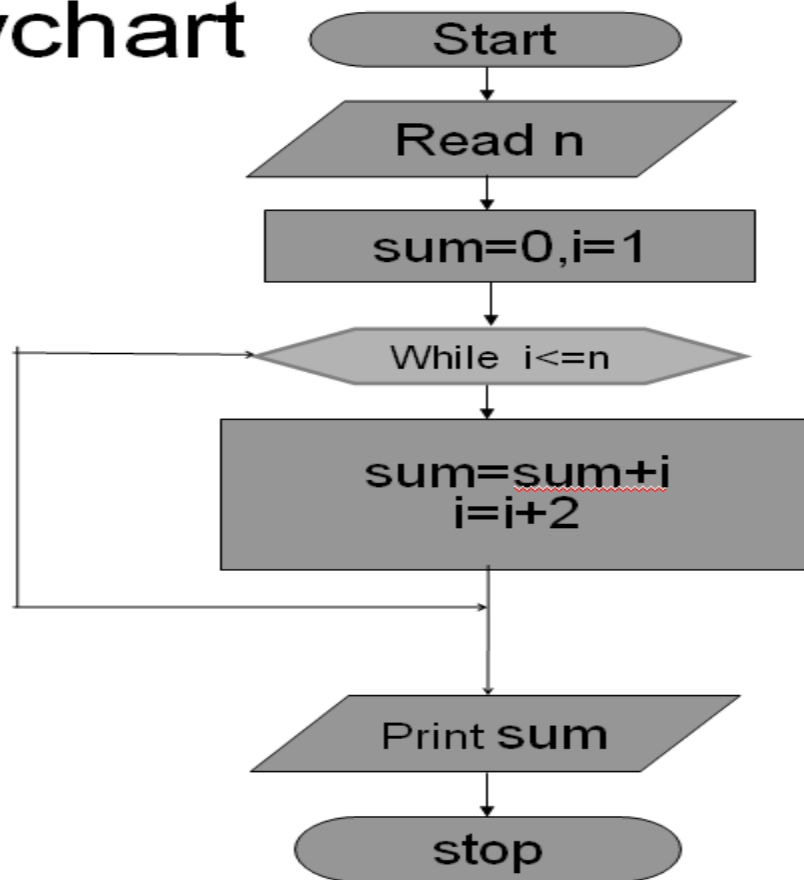 ychart
Start
Read n
sum=0,i=1
While i<=n
sum=sum+i
i=i+2
Print sum
stop